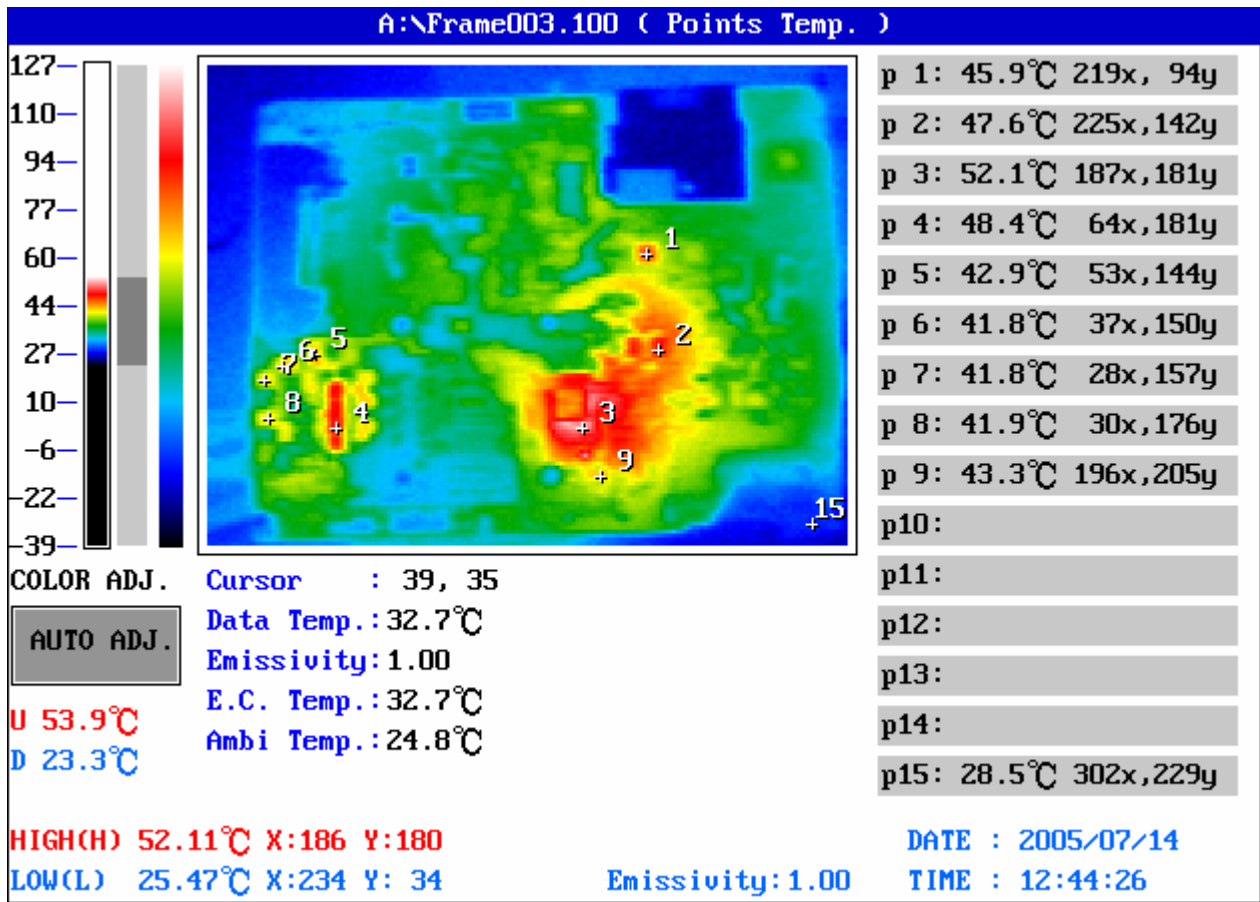 A:\Frame003.100 ( Points Temp. )
127
110
94
77
60
44
27
10
-6
-22
-39
1
2
3
4
5
6
7
8
9
15
p 1: 45.9℃ 219x, 94y
p 2: 47.6℃ 225x,142y
p 3: 52.1℃ 187x,181y
p 4: 48.4℃ 64x,181y
p 5: 42.9℃ 53x,144y
p 6: 41.8℃ 37x,150y
p 7: 41.8℃ 28x,157y
p 8: 41.9℃ 30x,176y
p 9: 43.3℃ 196x,205y
p10:
p11:
p12:
p13:
p14:
p15: 28.5℃ 302x,229y
COLOR ADJ.
AUTO ADJ.
U 53.9℃
D 23.3℃
Cursor : 39, 35
Data Temp.:32.7℃
Emissivity:1.00
E.C. Temp.:32.7℃
Ambi Temp.:24.8℃
HIGH(H) 52.11℃ X:186 Y:180
LOW(L) 25.47℃ X:234 Y: 34
Emissivity:1.00
DATE : 2005/07/14
TIME : 12:44:26